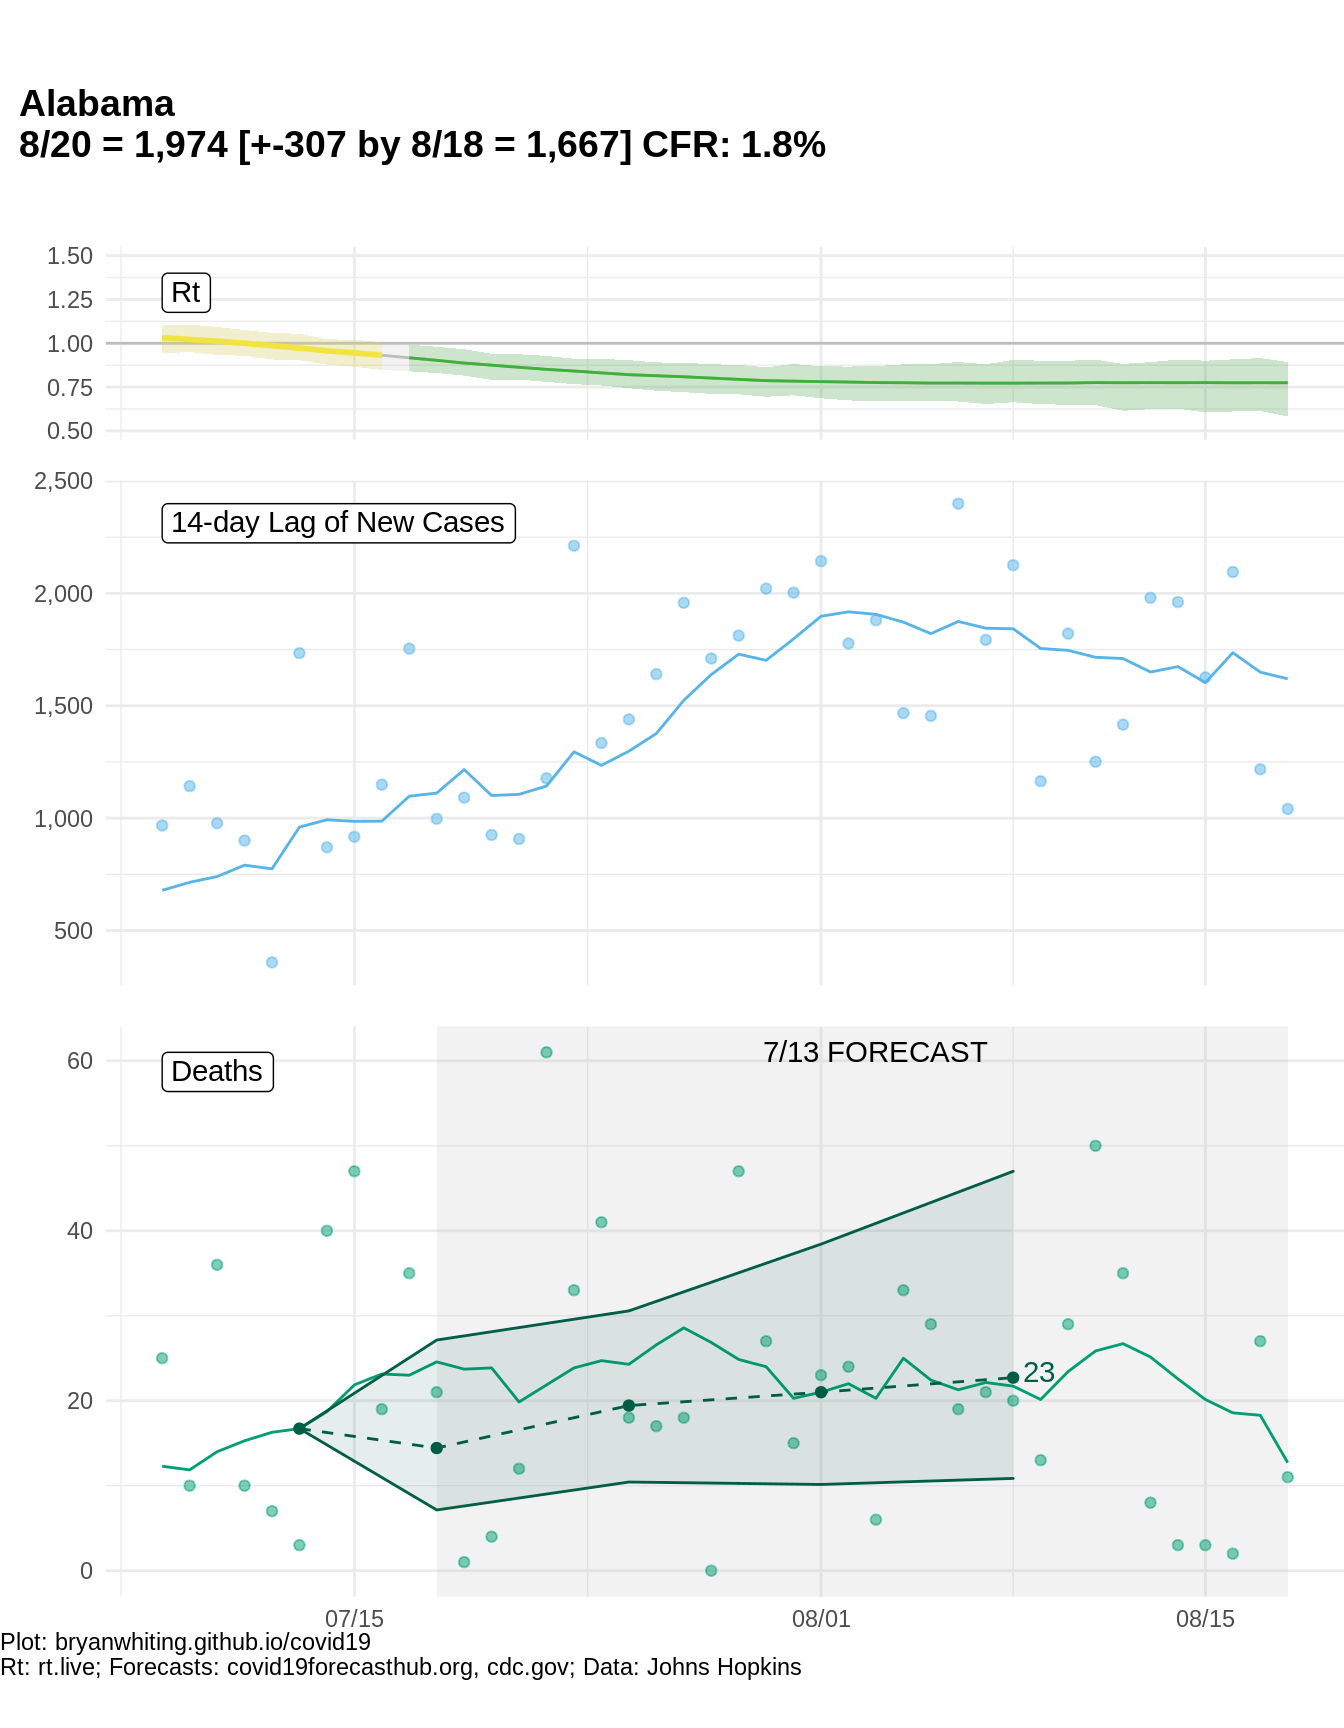 Alabama
8/20 = 1,974 [+-307 by 8/18 = 1,667] CFR: 1.8%
1.50
Rt
1.25
1.00
0.75
0.50
2,500
14-day Lag of New Cases
2,000
1,500
1,000
500
7/13 FORECAST
60
Deaths
40
23
20
0
07/15 08/01 08/15
Plot: bryanwhiting.github.io/covid19
Rt: rt.live; Forecasts: covid19forecasthub.org, cdc.gov; Data: Johns Hopkins